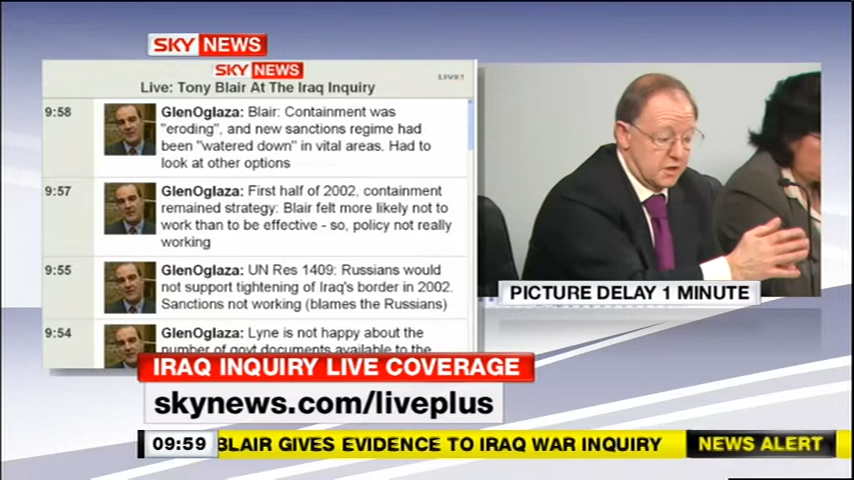 SKY NEWS
SKY NEWS
LIVE!
Live: Tony Blair At The Iraq Inquiry
9:58
GlenOglaza: Blair: Containment was
"eroding", and new sanctions regime had
been "watered down" in vital areas. Had to
look at other options
9:57
GlenOglaza: First half of 2002, containment
remained strategy: Blair felt more likely not to
work than to be effective - so, policy not really
working
9:55
GlenOglaza: UN Res 1409: Russians would
not support tightening of Iraq's border in 2002.
Sanctions not working (blames the Russians)
9:54
GlenOglaza: Lyne is not happy about the
number of govt documents available to the
PICTURE DELAY 1 MINUTE
IRAQ INQUIRY LIVE COVERAGE
skynews.com/liveplus
09:59 BLAIR GIVES EVIDENCE TO IRAQ WAR INQUIRY NEWS ALERT